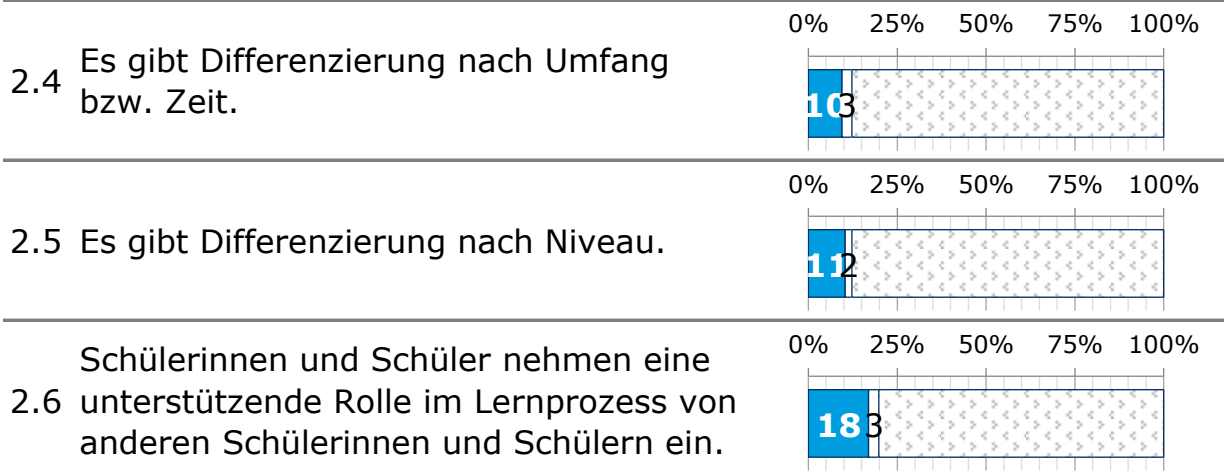 0% 25% 50% 75% 100%
2.4 Es gibt Differenzierung nach Umfang
bzw. Zeit.
10 3
0% 25% 50% 75% 100%
2.5 Es gibt Differenzierung nach Niveau.
11 2
0% 25% 50% 75% 100%
Schülerinnen und Schüler nehmen eine
2.6 unterstützende Rolle im Lernprozess von
anderen Schülerinnen und Schülern ein.
18 3